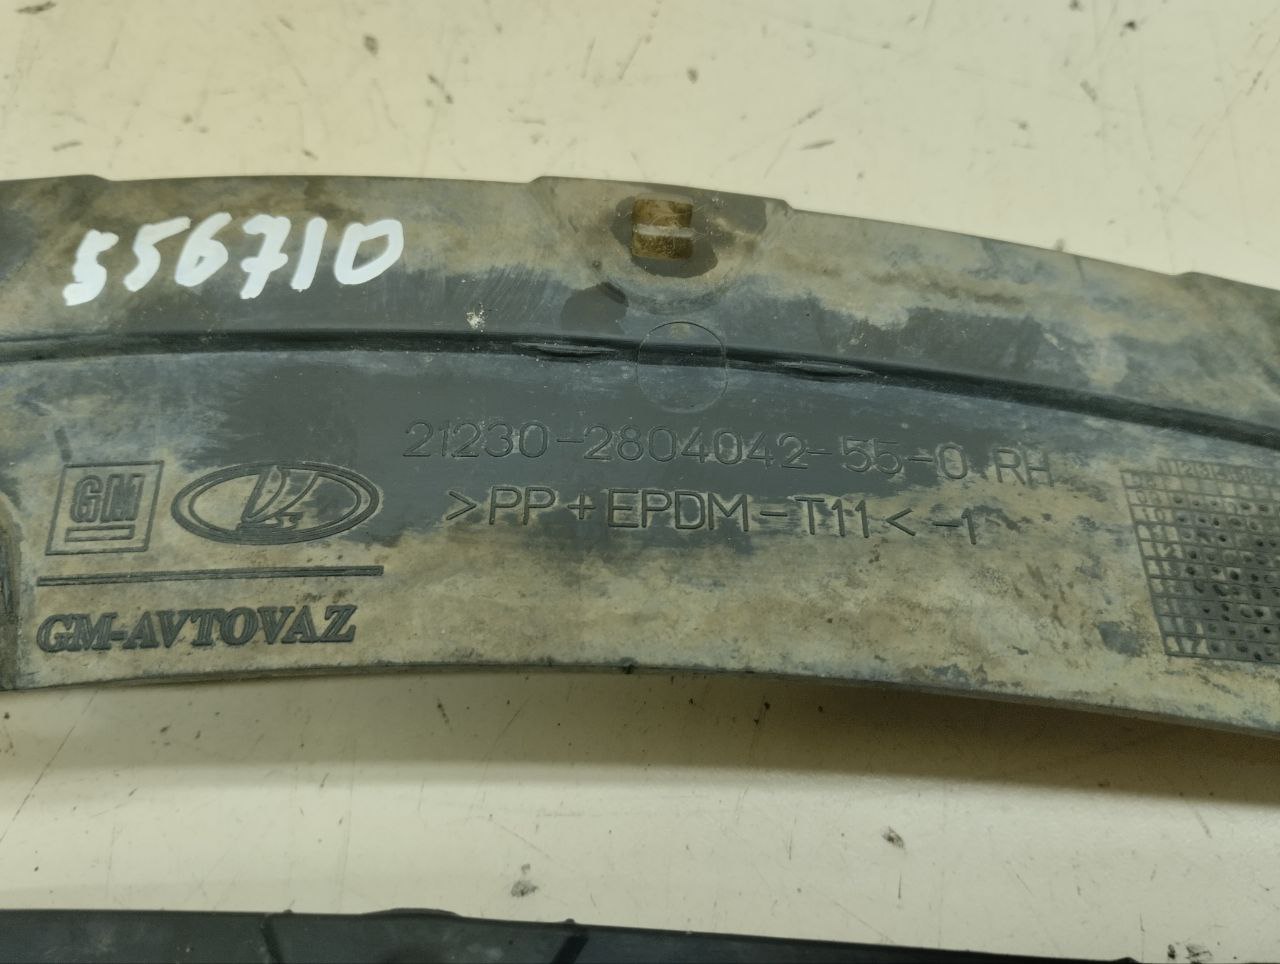 556710
21230-2804042-55-0 RH
>PP+EPDM-T11< -1
GM
GM-AVTOVAZ